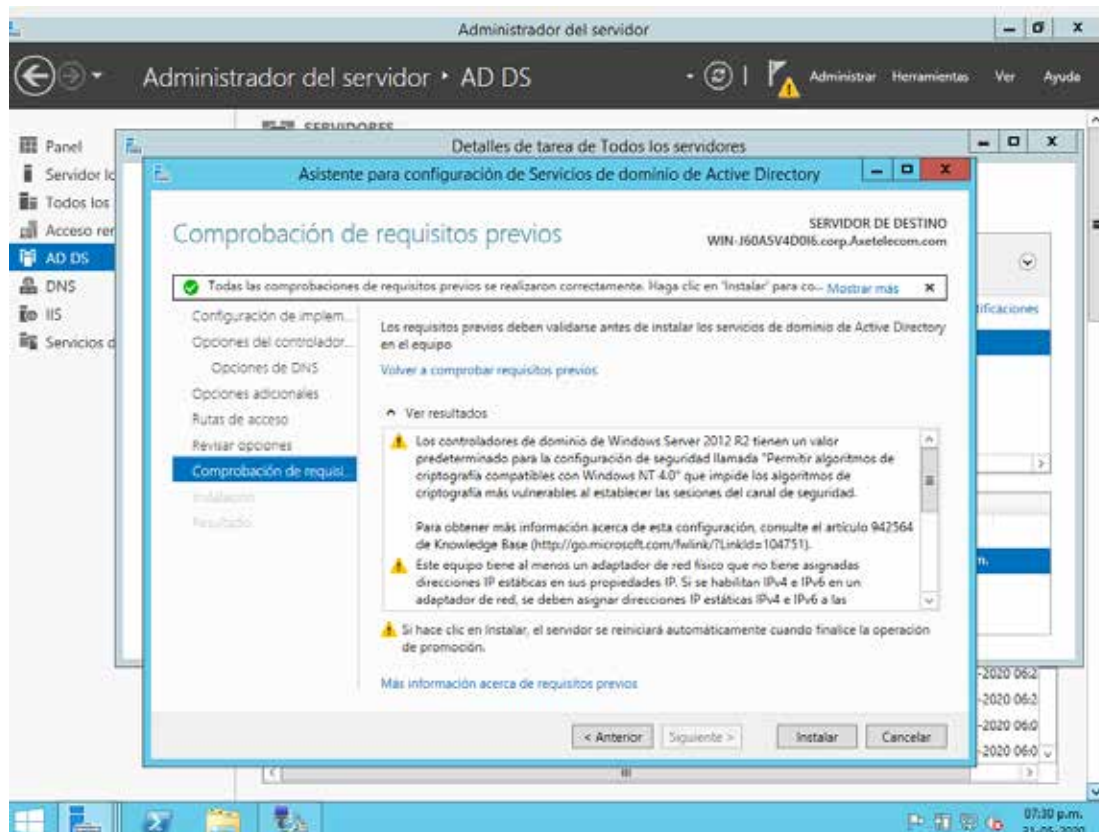 Administrador del servidor
Administrador del servidor • AD DS
Administrar Herramientas Ver Ayuda
SERVIDORES
Panel
Servidor lo
Todos los
Acceso rer
AD DS
DNS
IIS
Servicios d
Detalles de tarea de Todos los servidores
Asistente para configuración de Servicios de dominio de Active Directory
Comprobación de requisitos previos
SERVIDOR DE DESTINO
WIN-J60A5V4D0I6.corp.Axetelecom.com
Todas las comprobaciones de requisitos previos se realizaron correctamente. Haga clic en 'Instalar' para co... Mostrar más
tificaciones
Configuración de implem...
Opciones del controlador...
Opciones de DNS
Opciones adicionales
Rutas de acceso
Revisar opciones
Comprobación de requisi...
Instalación
Resultados
Los requisitos previos deben validarse antes de instalar los servicios de dominio de Active Directory
en el equipo
Volver a comprobar requisitos previos
Ver resultados
Los controladores de dominio de Windows Server 2012 R2 tienen un valor
predeterminado para la configuración de seguridad llamada "Permitir algoritmos de
criptografía compatibles con Windows NT 4.0" que impide los algoritmos de
criptografía más vulnerables al establecer las sesiones del canal de seguridad.
Para obtener más información acerca de esta configuración, consulte el artículo 942564
de Knowledge Base (http://go.microsoft.com/fwlink/?LinkId=104751).
Este equipo tiene al menos un adaptador de red físico que no tiene asignadas
direcciones IP estáticas en sus propiedades IP. Si se habilitan IPv4 e IPv6 en un
adaptador de red, se deben asignar direcciones IP estáticas IPv4 e IPv6 a las
n.
Si hace clic en Instalar, el servidor se reiniciará automáticamente cuando finalice la operación
de promoción.
Más información acerca de requisitos previos
< Anterior Siguiente > Instalar Cancelar
-2020 06:2
-2020 06:2
-2020 06:0
-2020 06:0
07:30 p.m.
31-05-2020